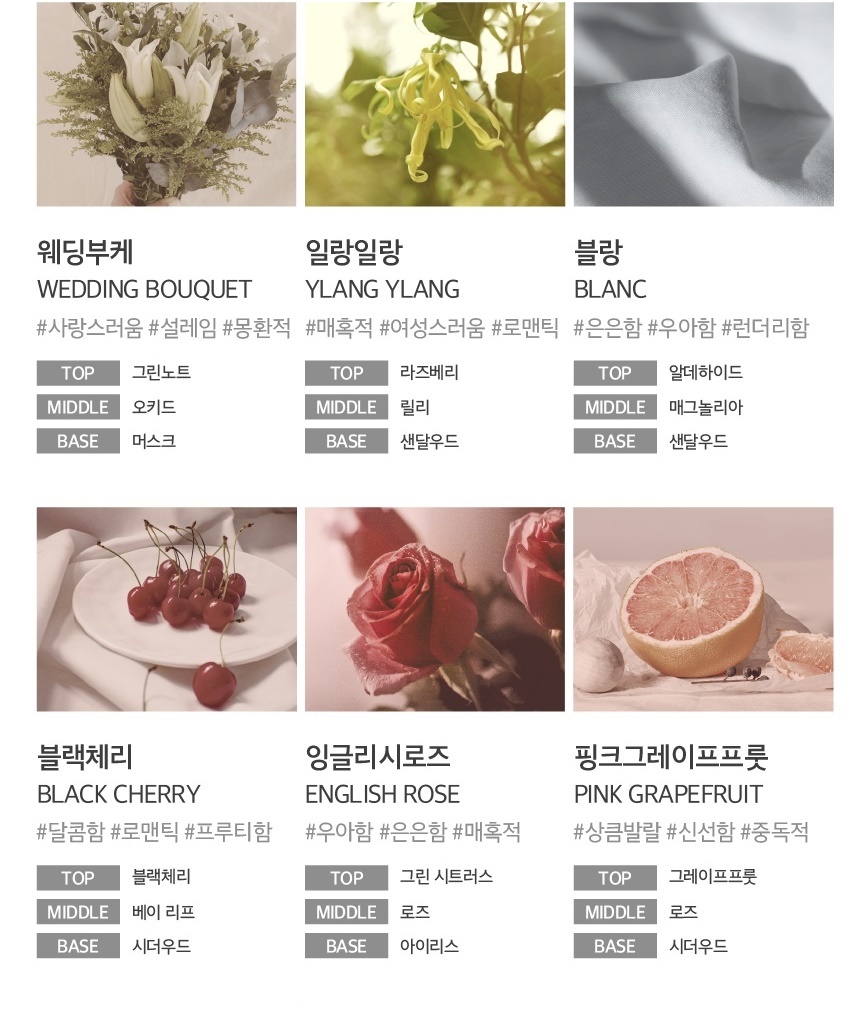 웨딩부케
WEDDING BOUQUET
#사랑스러움 #설레임 #몽환적
TOP 그린노트
MIDDLE 오키드
BASE 머스크
일랑일랑
YLANG YLANG
#매혹적 #여성스러움 #로맨틱
TOP 라즈베리
MIDDLE 릴리
BASE 샌달우드
블랑
BLANC
#은은함 #우아함 #런더리함
TOP 알데하이드
MIDDLE 매그놀리아
BASE 샌달우드
블랙체리
BLACK CHERRY
#달콤함 #로맨틱 #프루티함
TOP 블랙체리
MIDDLE 베이 리프
BASE 시더우드
잉글리시로즈
ENGLISH ROSE
#우아함 #은은함 #매혹적
TOP 그린 시트러스
MIDDLE 로즈
BASE 아이리스
핑크그레이프프룻
PINK GRAPEFRUIT
#상큼발랄 #신선함 #중독적
TOP 그레이프프룻
MIDDLE 로즈
BASE 시더우드